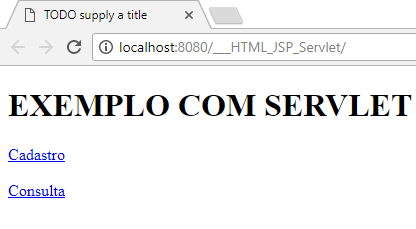 TODO supply a title
localhost:8080/___HTML_JSP_Servlet/
EXEMPLO COM SERVLET
Cadastro
Consulta